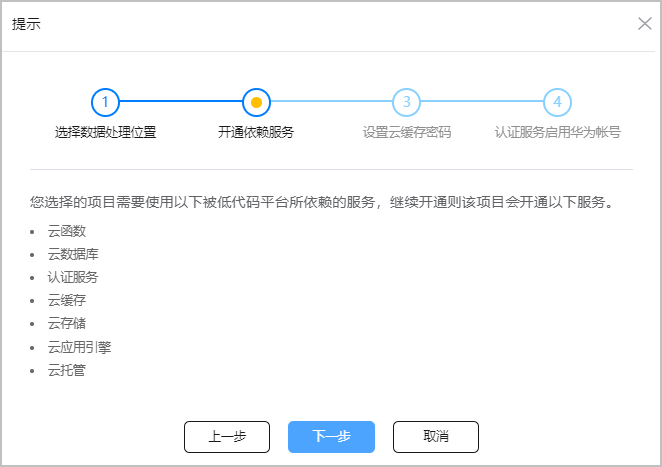 提示
1
3
4
选择数据处理位置
开通依赖服务
设置云缓存密码
认证服务启用华为帐号
您选择的项目需要使用以下被低代码平台所依赖的服务，继续开通则该项目会开通以下服务。
• 云函数
• 云数据库
• 认证服务
• 云缓存
• 云存储
• 云应用引擎
• 云托管
上一步
下一步
取消